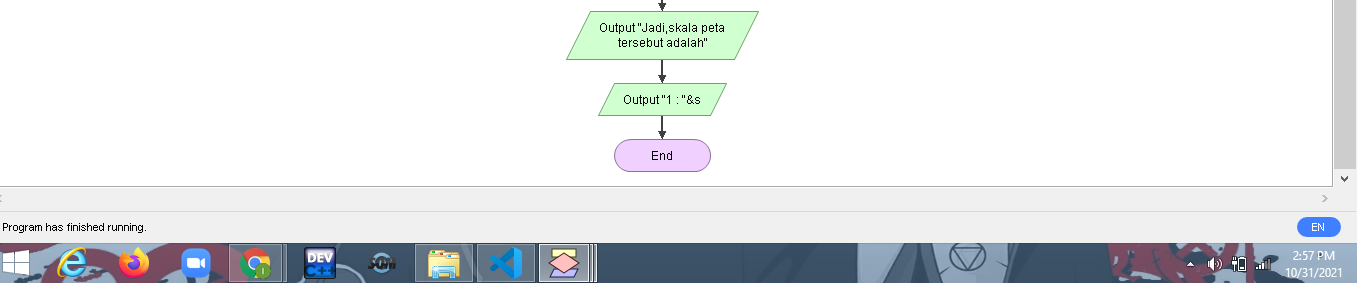 Output "Jadi,skala peta
tersebut adalah"
Output "1 : "&s
End
Program has finished running.
EN
DEV
C++
2:57 PM
10/31/2021